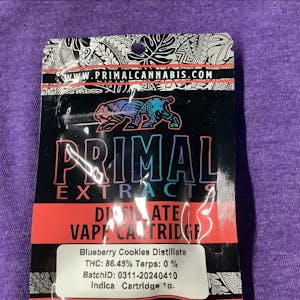 WWW.PRIMALCANNABIS.COM
PRIMAL
EXTRACTS
DISTILLATE
VAPE CARTRIDGE
Blueberry Cookies Distillate
THC: 86.45% Terps: 0 %
BatchID: 0311-20240410
Indica Cartridge 1g.